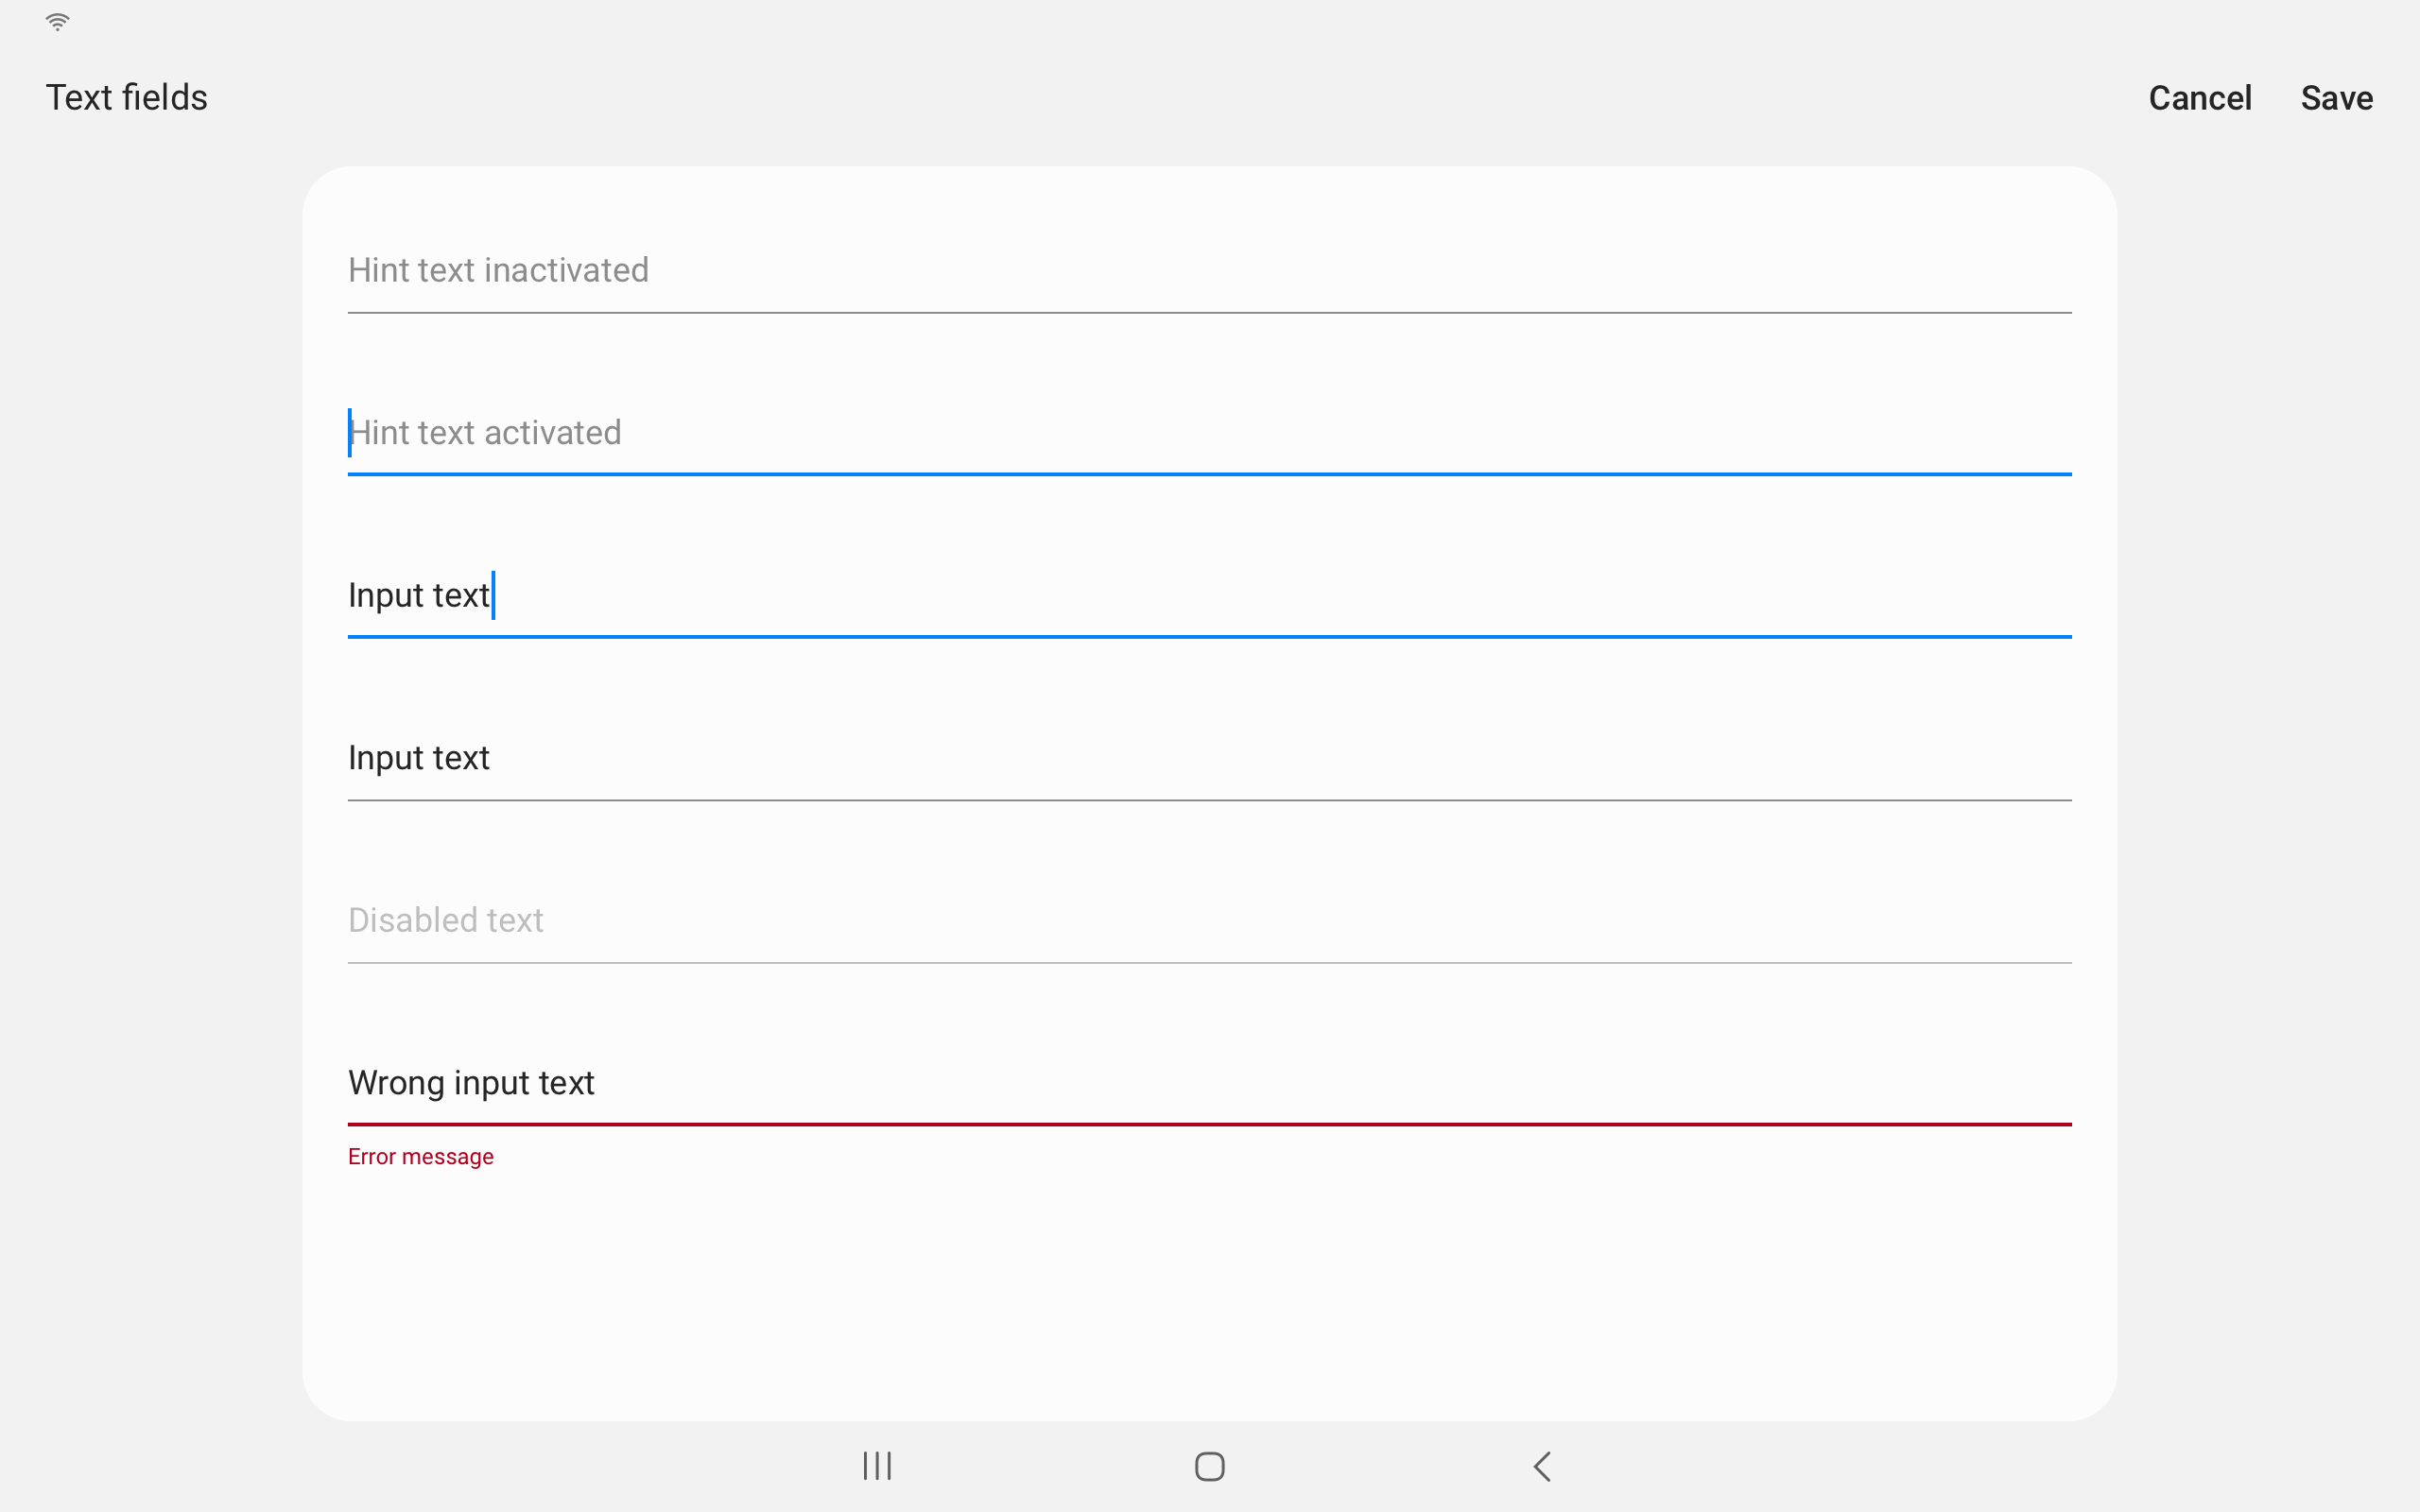 Text fields
Cancel Save
Hint text inactivated
Hint text activated
Input text
Input text
Disabled text
Wrong input text
Error message